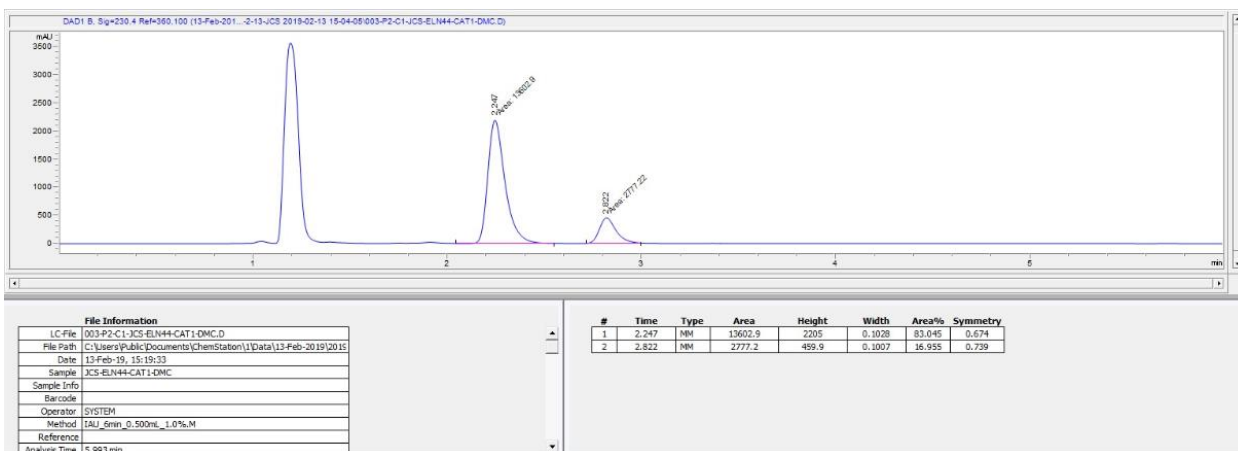 DAD1 B, Sig=230,4 Ref=360,100 (13-Feb-201...-2-13-JCS 2019-02-13 15-04-05\003-P2-C1-JCS-ELN44-CAT1-DMC.D)
mAU
3500
3000
2500
2000
1500
1000
500
0
2.247
Area: 13602.9
2.822
Area: 2777.22
1 2 3 4 5 min
File Information
LC-File 003-P2-C1-JCS-ELN44-CAT1-DMC.D
File Path C:\Users\Public\Documents\ChemStation\1\Data\13-Feb-2019\2019
Date 13-Feb-19, 15:19:33
Sample JCS-ELN44-CAT1-DMC
Sample Info
Barcode
Operator SYSTEM
Method IAU_6min_0.500mL_1.0%.M
Reference
Analysis Time 5.993 min
# Time Type Area Height Width Area% Symmetry
1 2.247 MM 13602.9 2205 0.1028 83.045 0.674
2 2.822 MM 2777.2 459.9 0.1007 16.955 0.739